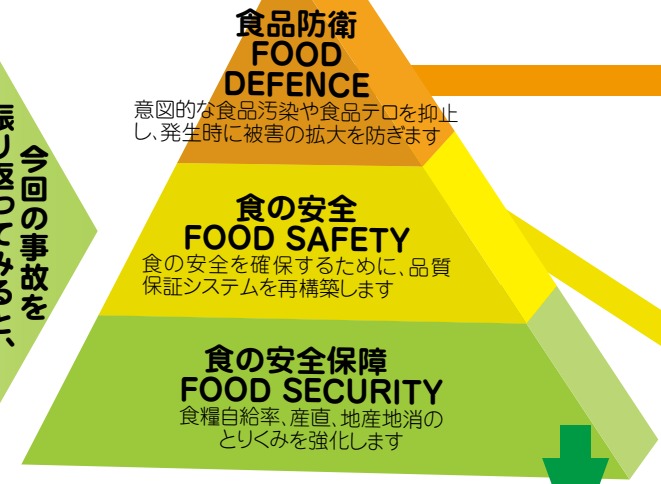 今回の事故を
振り返ってみると、
食品防衛
FOOD
DEFENCE
意図的な食品汚染や食品テロを抑止
し、発生時に被害の拡大を防ぎます
食の安全
FOOD SAFETY
食の安全を確保するために、品質
保証システムを再構築します
食の安全保障
FOOD SECURITY
食糧自給率、産直、地産地消の
とりくみを強化します